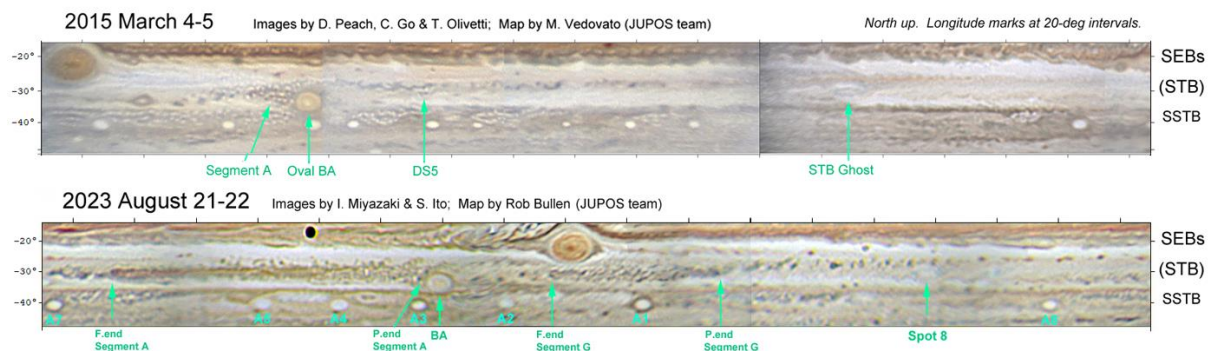 2015 March 4-5 Images by D. Peach, C. Go & T. Olivetti; Map by M. Vedovato (JUPOS team) North up. Longitude marks at 20-deg intervals.
-20° SEBs
-30° (STB)
-40° SSTB
Segment A Oval BA DS5 STB Ghost
2023 August 21-22 Images by I. Miyazaki & S. Ito; Map by Rob Bullen (JUPOS team)
-20° SEBs
-30° (STB)
-40° SSTB
A5 A4 A3 A2 A1
F.end P.end BA F.end P.end Spot 8
Segment A Segment A Segment G Segment G